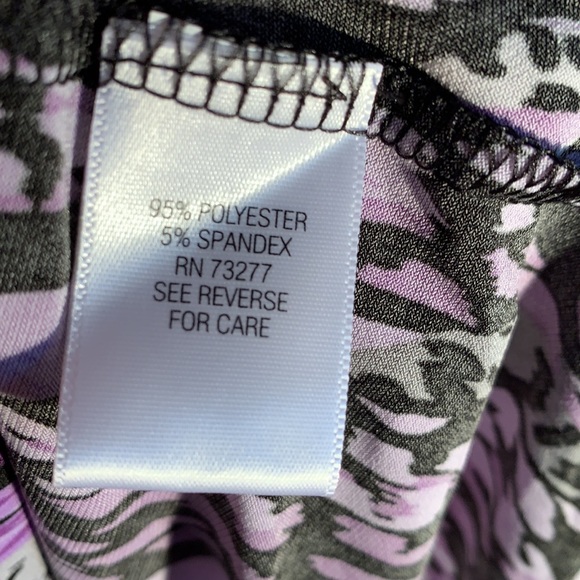 95% POLYESTER
5% SPANDEX
RN 73277
SEE REVERSE
FOR CARE